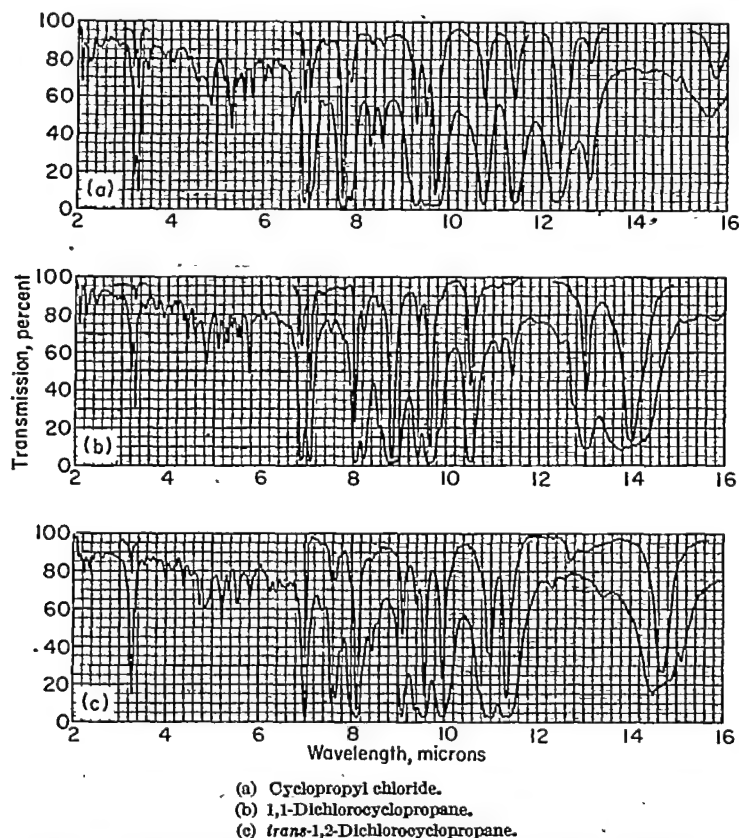 100
80
60
40
20
0
(a)
2 4 6 8 10 12 14 16
Transmission, percent
100
80
60
40
20
0
(b)
2 4 6 8 10 12 14 16
100
80
60
40
20
0
(c)
2 4 6 8 10 12 14 16
Wavelength, microns
(a) Cyclopropyl chloride.
(b) 1,1-Dichlorocyclopropane.
(c) trans-1,2-Dichlorocyclopropane.